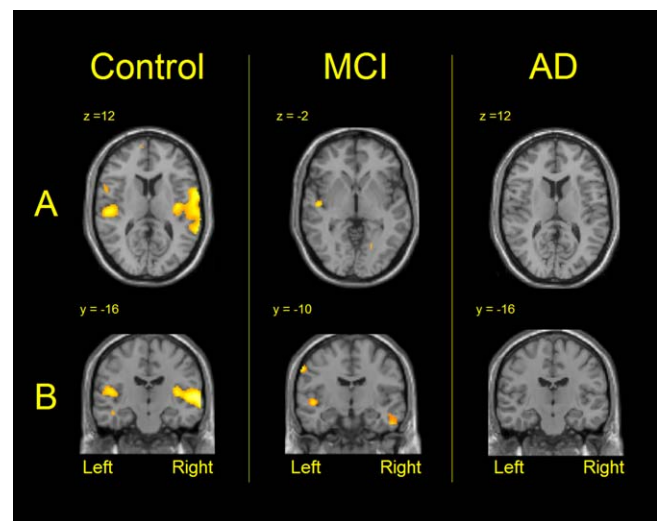 Control MCI AD
z =12 z = -2 z =12
A
y = -16 y = -10 y = -16
B
Left Right Left Right Left Right